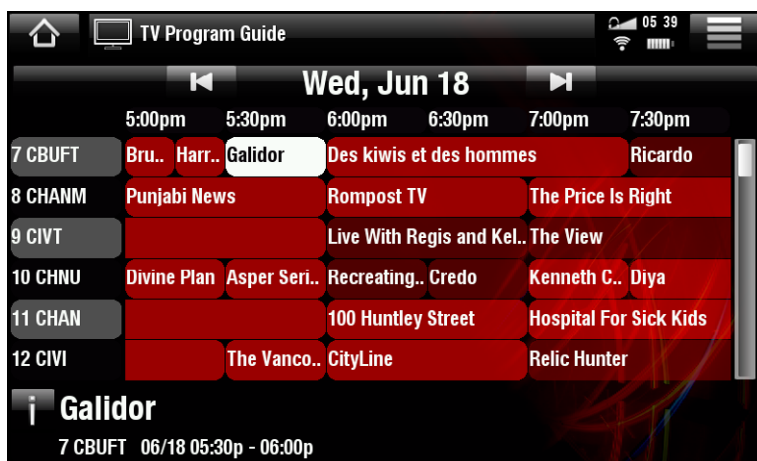 TV Program Guide 05 39
Wed, Jun 18
5:00pm 5:30pm 6:00pm 6:30pm 7:00pm 7:30pm
7 CBUFT Bru.. Harr.. Galidor Des kiwis et des hommes Ricardo
8 CHANM Punjabi News Rompost TV The Price Is Right
9 CIVT Live With Regis and Kel.. The View
10 CHNU Divine Plan Asper Seri.. Recreating.. Credo Kenneth C.. Diya
11 CHAN 100 Huntley Street Hospital For Sick Kids
12 CIVI The Vanco.. CityLine Relic Hunter
i Galidor
7 CBUFT 06/18 05:30p - 06:00p